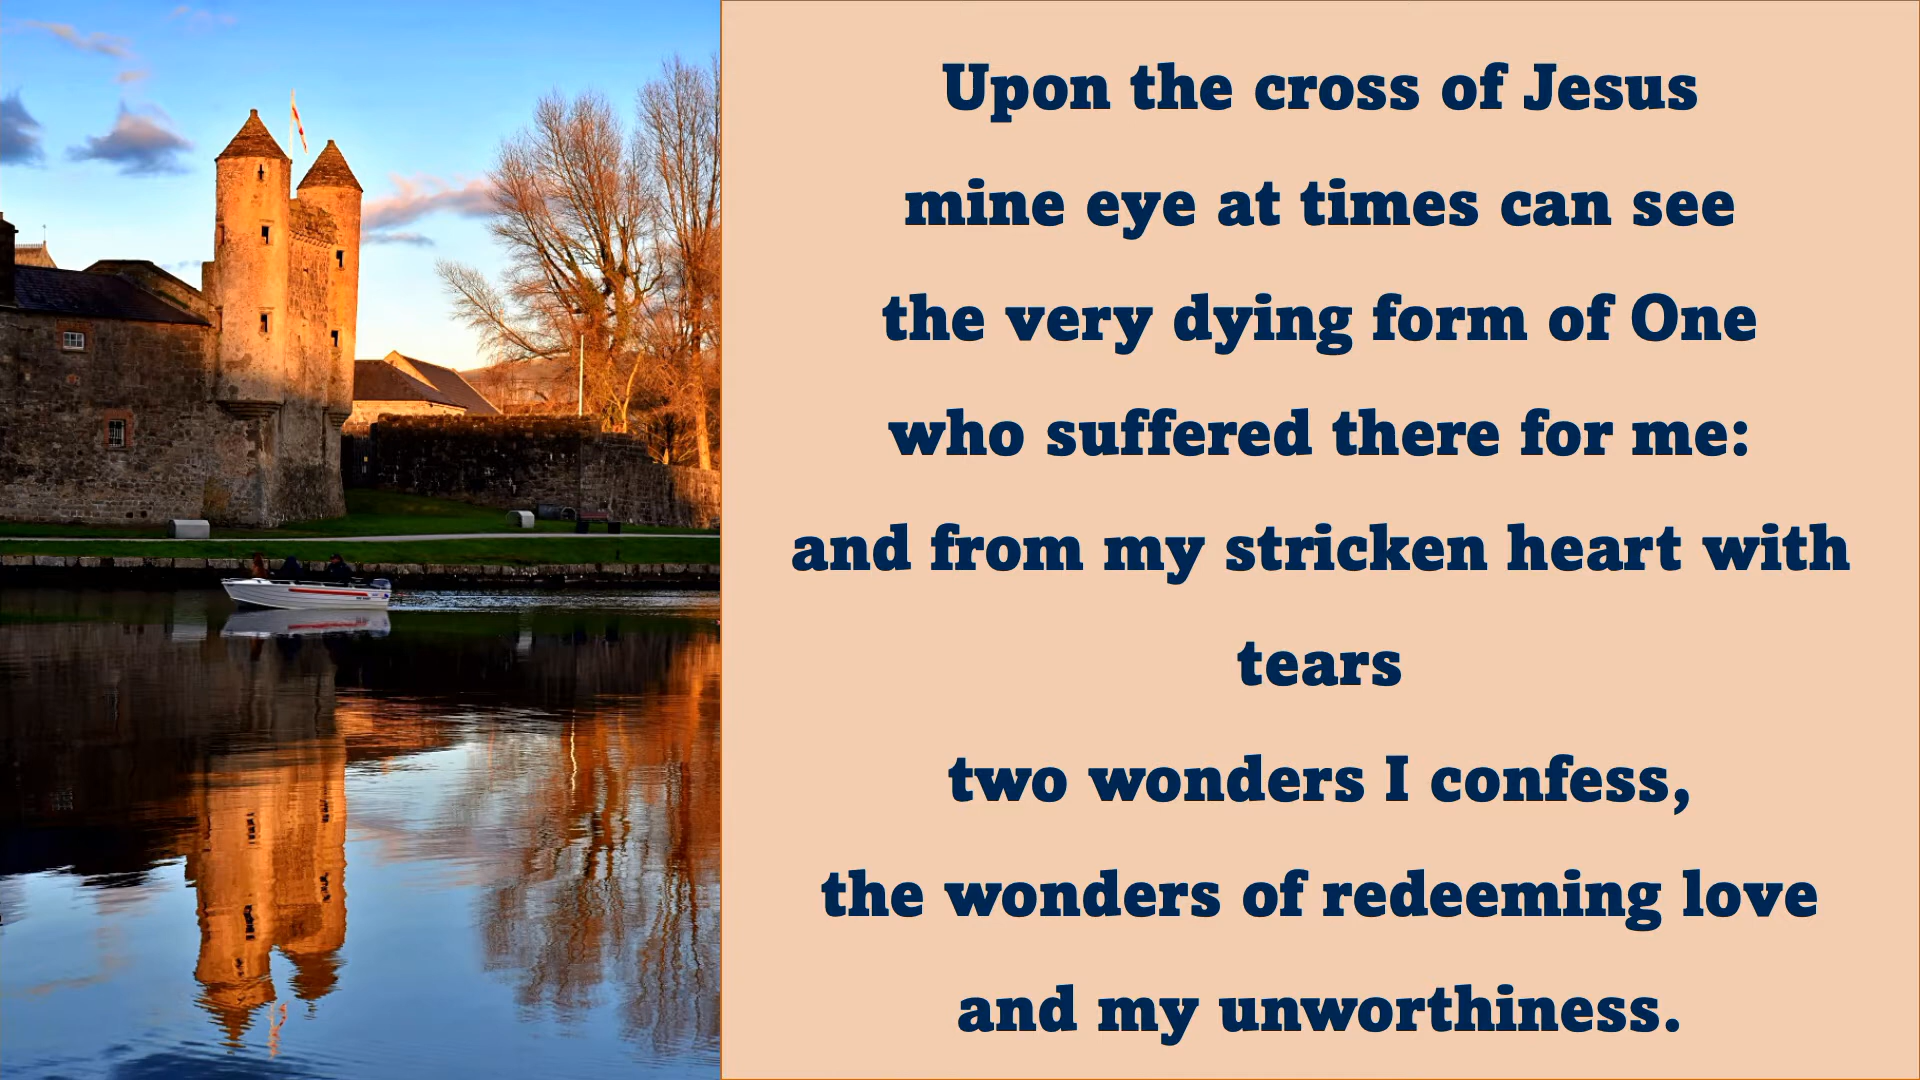 Upon the cross of Jesus
mine eye at times can see
the very dying form of One
who suffered there for me:
and from my stricken heart with
tears
two wonders I confess,
the wonders of redeeming love
and my unworthiness.